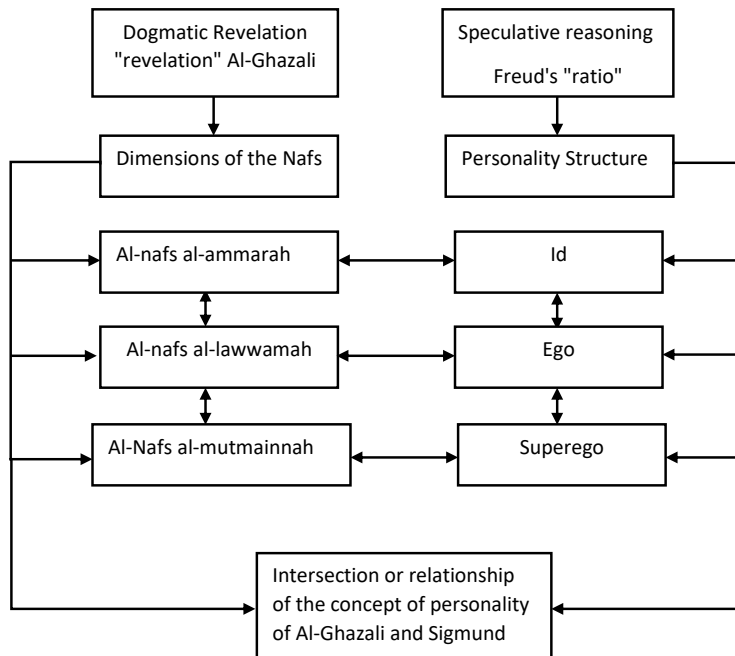 Dogmatic Revelation
"revelation" Al-Ghazali
Speculative reasoning
Freud's "ratio"
Dimensions of the Nafs
Personality Structure
Al-nafs al-ammarah
Id
Al-nafs al-lawwamah
Ego
Al-Nafs al-mutmainnah
Superego
Intersection or relationship
of the concept of personality
of Al-Ghazali and Sigmund